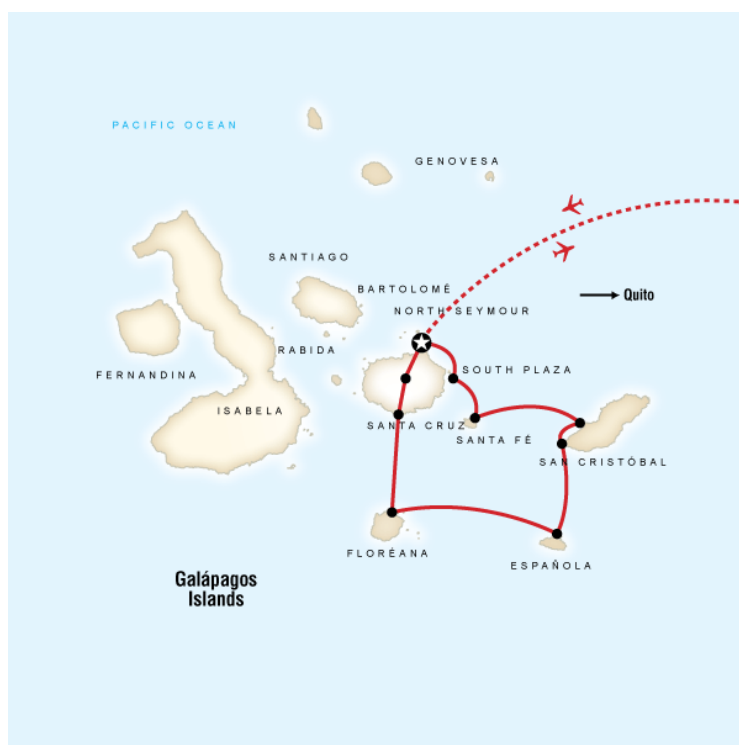 PACIFIC OCEAN
GENOVESA
SANTIAGO
BARTOLOMÉ
Quito
NORTH SEYMOUR
RABIDA
SOUTH PLAZA
FERNANDINA
ISABELA
SANTA CRUZ
SANTA FÉ
SAN CRISTÓBAL
FLORÉANA
ESPAÑOLA
Galápagos
Islands